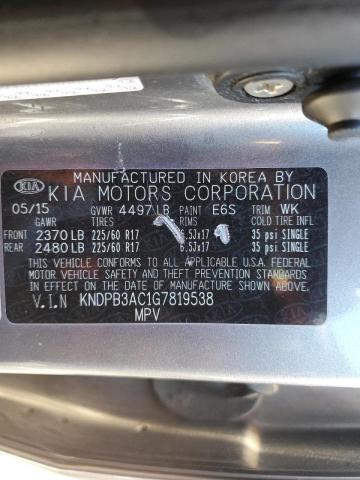 MANUFACTURED IN KOREA BY
KIA KIA MOTORS CORPORATION
05/15 GVWR 4497 LB PAINT E6S TRIM WK
GAWR TIRES RIMS COLD TIRE INFL
FRONT 2370 LB 225/60 R17 6.5JX17 35 psi SINGLE
REAR 2480 LB 225/60 R17 6.5JX17 35 psi SINGLE
THIS VEHICLE CONFORMS TO ALL APPLICABLE U.S.A. FEDERAL
MOTOR VEHICLE SAFETY AND THEFT PREVENTION STANDARDS
IN EFFECT ON THE DATE OF MANUFACTURE SHOWN ABOVE.
V.I.N KNDPB3AC1G7819538
MPV